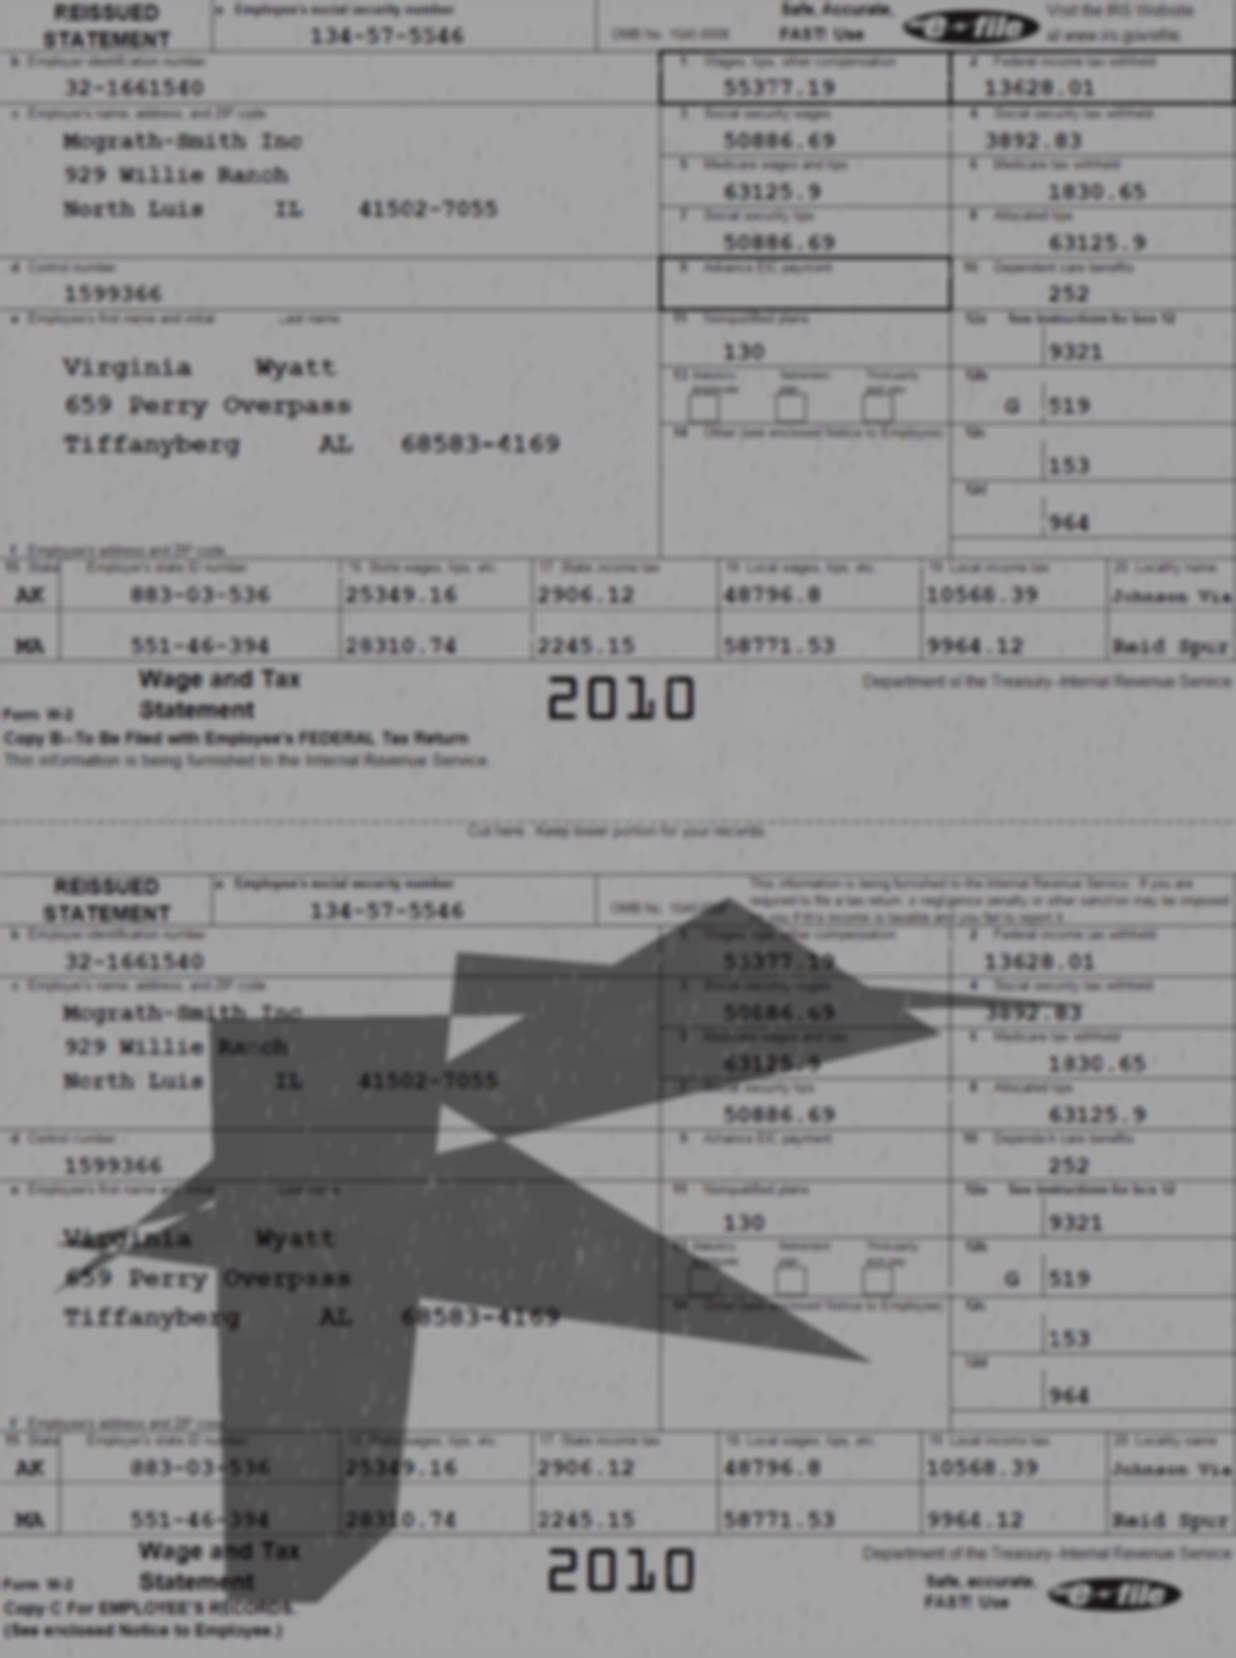 REISSUED STATEMENT
a Employee's social security number
134-57-5546
OMB No. 1545-0008
Safe, Accurate, FAST! Use
e-file
Visit the IRS Website at www.irs.gov/efile.
b Employer identification number
32-1661540
1 Wages, tips, other compensation
55377.19
2 Federal income tax withheld
13628.01
c Employer's name, address, and ZIP code
Mcgrath-Smith Inc
929 Willie Ranch
North Luis IL 41502-7055
3 Social security wages
50886.69
4 Social security tax withheld
3892.83
5 Medicare wages and tips
63125.9
6 Medicare tax withheld
1830.65
7 Social security tips
50886.69
8 Allocated tips
63125.9
d Control number
1599366
9 Advance EIC payment
10 Dependent care benefits
252
e Employee's first name and initial Last name
Virginia Wyatt
659 Perry Overpass
Tiffanyberg AL 68583-4169
11 Nonqualified plans
130
12a See instructions for box 12
9321
13 Statutory employee Retirement plan Third-party sick pay
12b
G 519
14 Other (see enclosed Notice to Employee)
12c
153
12d
964
f Employee's address and ZIP code
15 State Employer's state ID number 16 State wages, tips, etc. 17 State income tax 18 Local wages, tips, etc. 19 Local income tax 20 Locality name
AK 883-03-536 25349.16 2906.12 48796.8 10568.39 Johnson Via
MA 551-46-394 28310.74 2245.15 58771.53 9964.12 Reid Spur
Form W-2 Wage and Tax Statement
2010
Department of the Treasury-Internal Revenue Service
Copy B-To Be Filed with Employee's FEDERAL Tax Return
This information is being furnished to the Internal Revenue Service.
Cut here. Keep lower portion for your records.
REISSUED STATEMENT
a Employee's social security number
134-57-5546
OMB No.
This information is being furnished to the Internal Revenue Service. If you are
required to file a tax return, a negligence penalty or other sanction may be imposed
on you if this income is taxable and you fail to report it.
b Employer identification number
32-1661540
1 Wages, tips, other compensation
55377.19
2 Federal income tax withheld
13628.01
c Employer's name, address, and ZIP code
Mcgrath-Smith Inc
929 Willie Ranch
North Luis IL 41502-7055
3 Social security wages
50886.69
4 Social security tax withheld
3892.83
5 Medicare wages and tips
63125.9
6 Medicare tax withheld
1830.65
7 Social security tips
50886.69
8 Allocated tips
63125.9
d Control number
1599366
9 Advance EIC payment
10 Dependent care benefits
252
e Employee's first name and initial Last name
Virginia Wyatt
659 Perry Overpass
Tiffanyberg AL 68583-4169
11 Nonqualified plans
130
12a See instructions for box 12
9321
Statutory employee Retirement plan Third-party sick pay
12b
G 519
14 Other (see enclosed Notice to Employee)
12c
153
12d
964
f Employee's address and ZIP code
15 State Employer's state ID number 16 State wages, tips, etc. 17 State income tax 18 Local wages, tips, etc. 19 Local income tax 20 Locality name
AK 883-03-536 25349.16 2906.12 48796.8 10568.39 Johnson Via
MA 551-46-394 28310.74 2245.15 58771.53 9964.12 Reid Spur
Form W-2 Wage and Tax Statement
2010
Department of the Treasury-Internal Revenue Service
Safe, accurate, FAST! Use
e-file
Copy C For EMPLOYEE'S RECORDS.
(See enclosed Notice to Employee.)